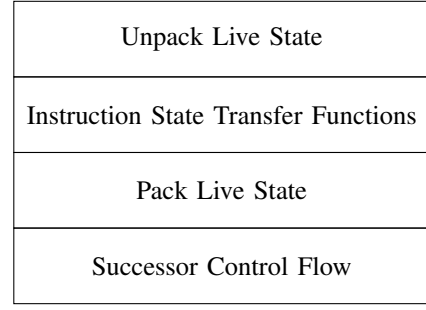 Unpack Live State
Instruction State Transfer Functions
Pack Live State
Successor Control Flow